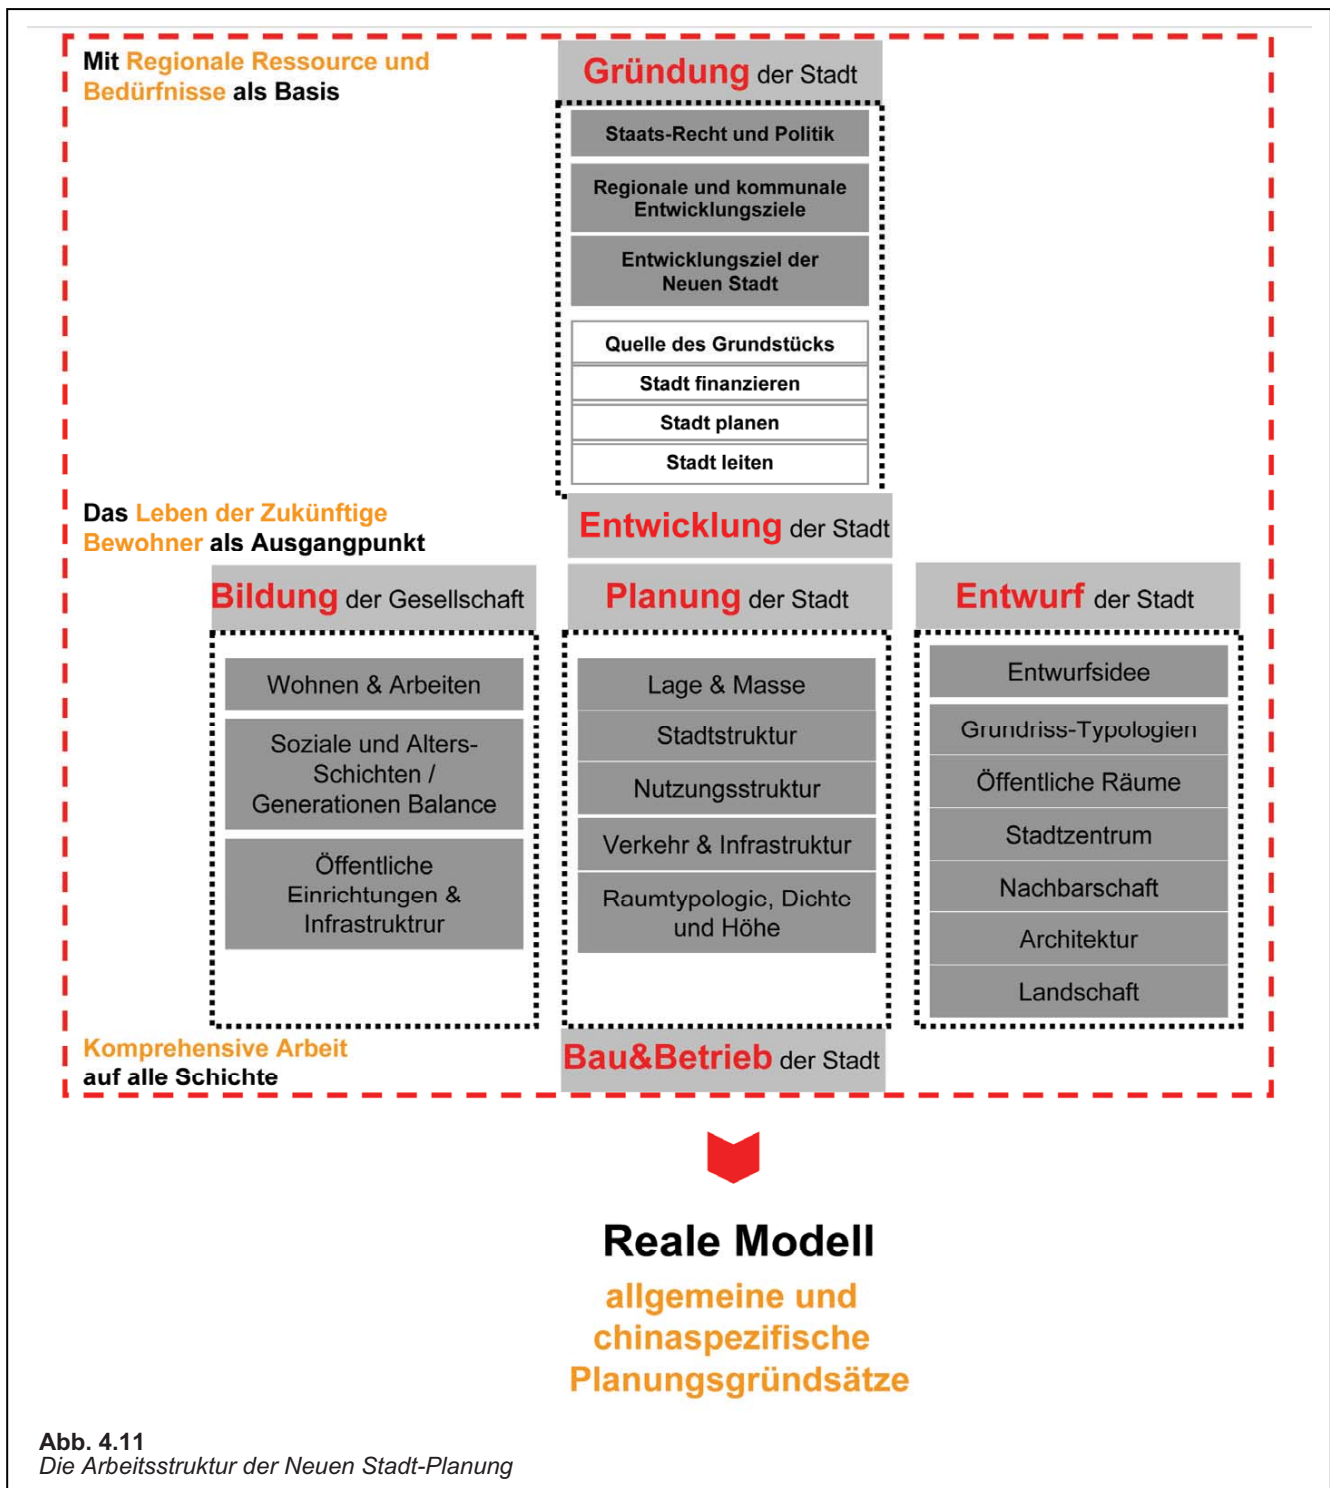 Mit Regionale Ressource und
Bedürfnisse als Basis
Gründung der Stadt
Staats-Recht und Politik
Regionale und kommunale
Entwicklungsziele
Entwicklungsziel der
Neuen Stadt
Quelle des Grundstücks
Stadt finanzieren
Stadt planen
Stadt leiten
Das Leben der Zukünftige
Bewohner als Ausgangpunkt
Entwicklung der Stadt
Bildung der Gesellschaft
Wohnen & Arbeiten
Soziale und Alters-
Schichten /
Generationen Balance
Öffentliche
Einrichtungen &
Infrastruktrur
Planung der Stadt
Lage & Masse
Stadtstruktur
Nutzungsstruktur
Verkehr & Infrastruktur
Raumtypologie, Dichte
und Höhe
Entwurf der Stadt
Entwurfsidee
Grundriss-Typologien
Öffentliche Räume
Stadtzentrum
Nachbarschaft
Architektur
Landschaft
Komprehensive Arbeit
auf alle Schichte
Bau&Betrieb der Stadt
Reale Modell
allgemeine und
chinaspezifische
Planungsgründsätze
Abb. 4.11
Die Arbeitsstruktur der Neuen Stadt-Planung